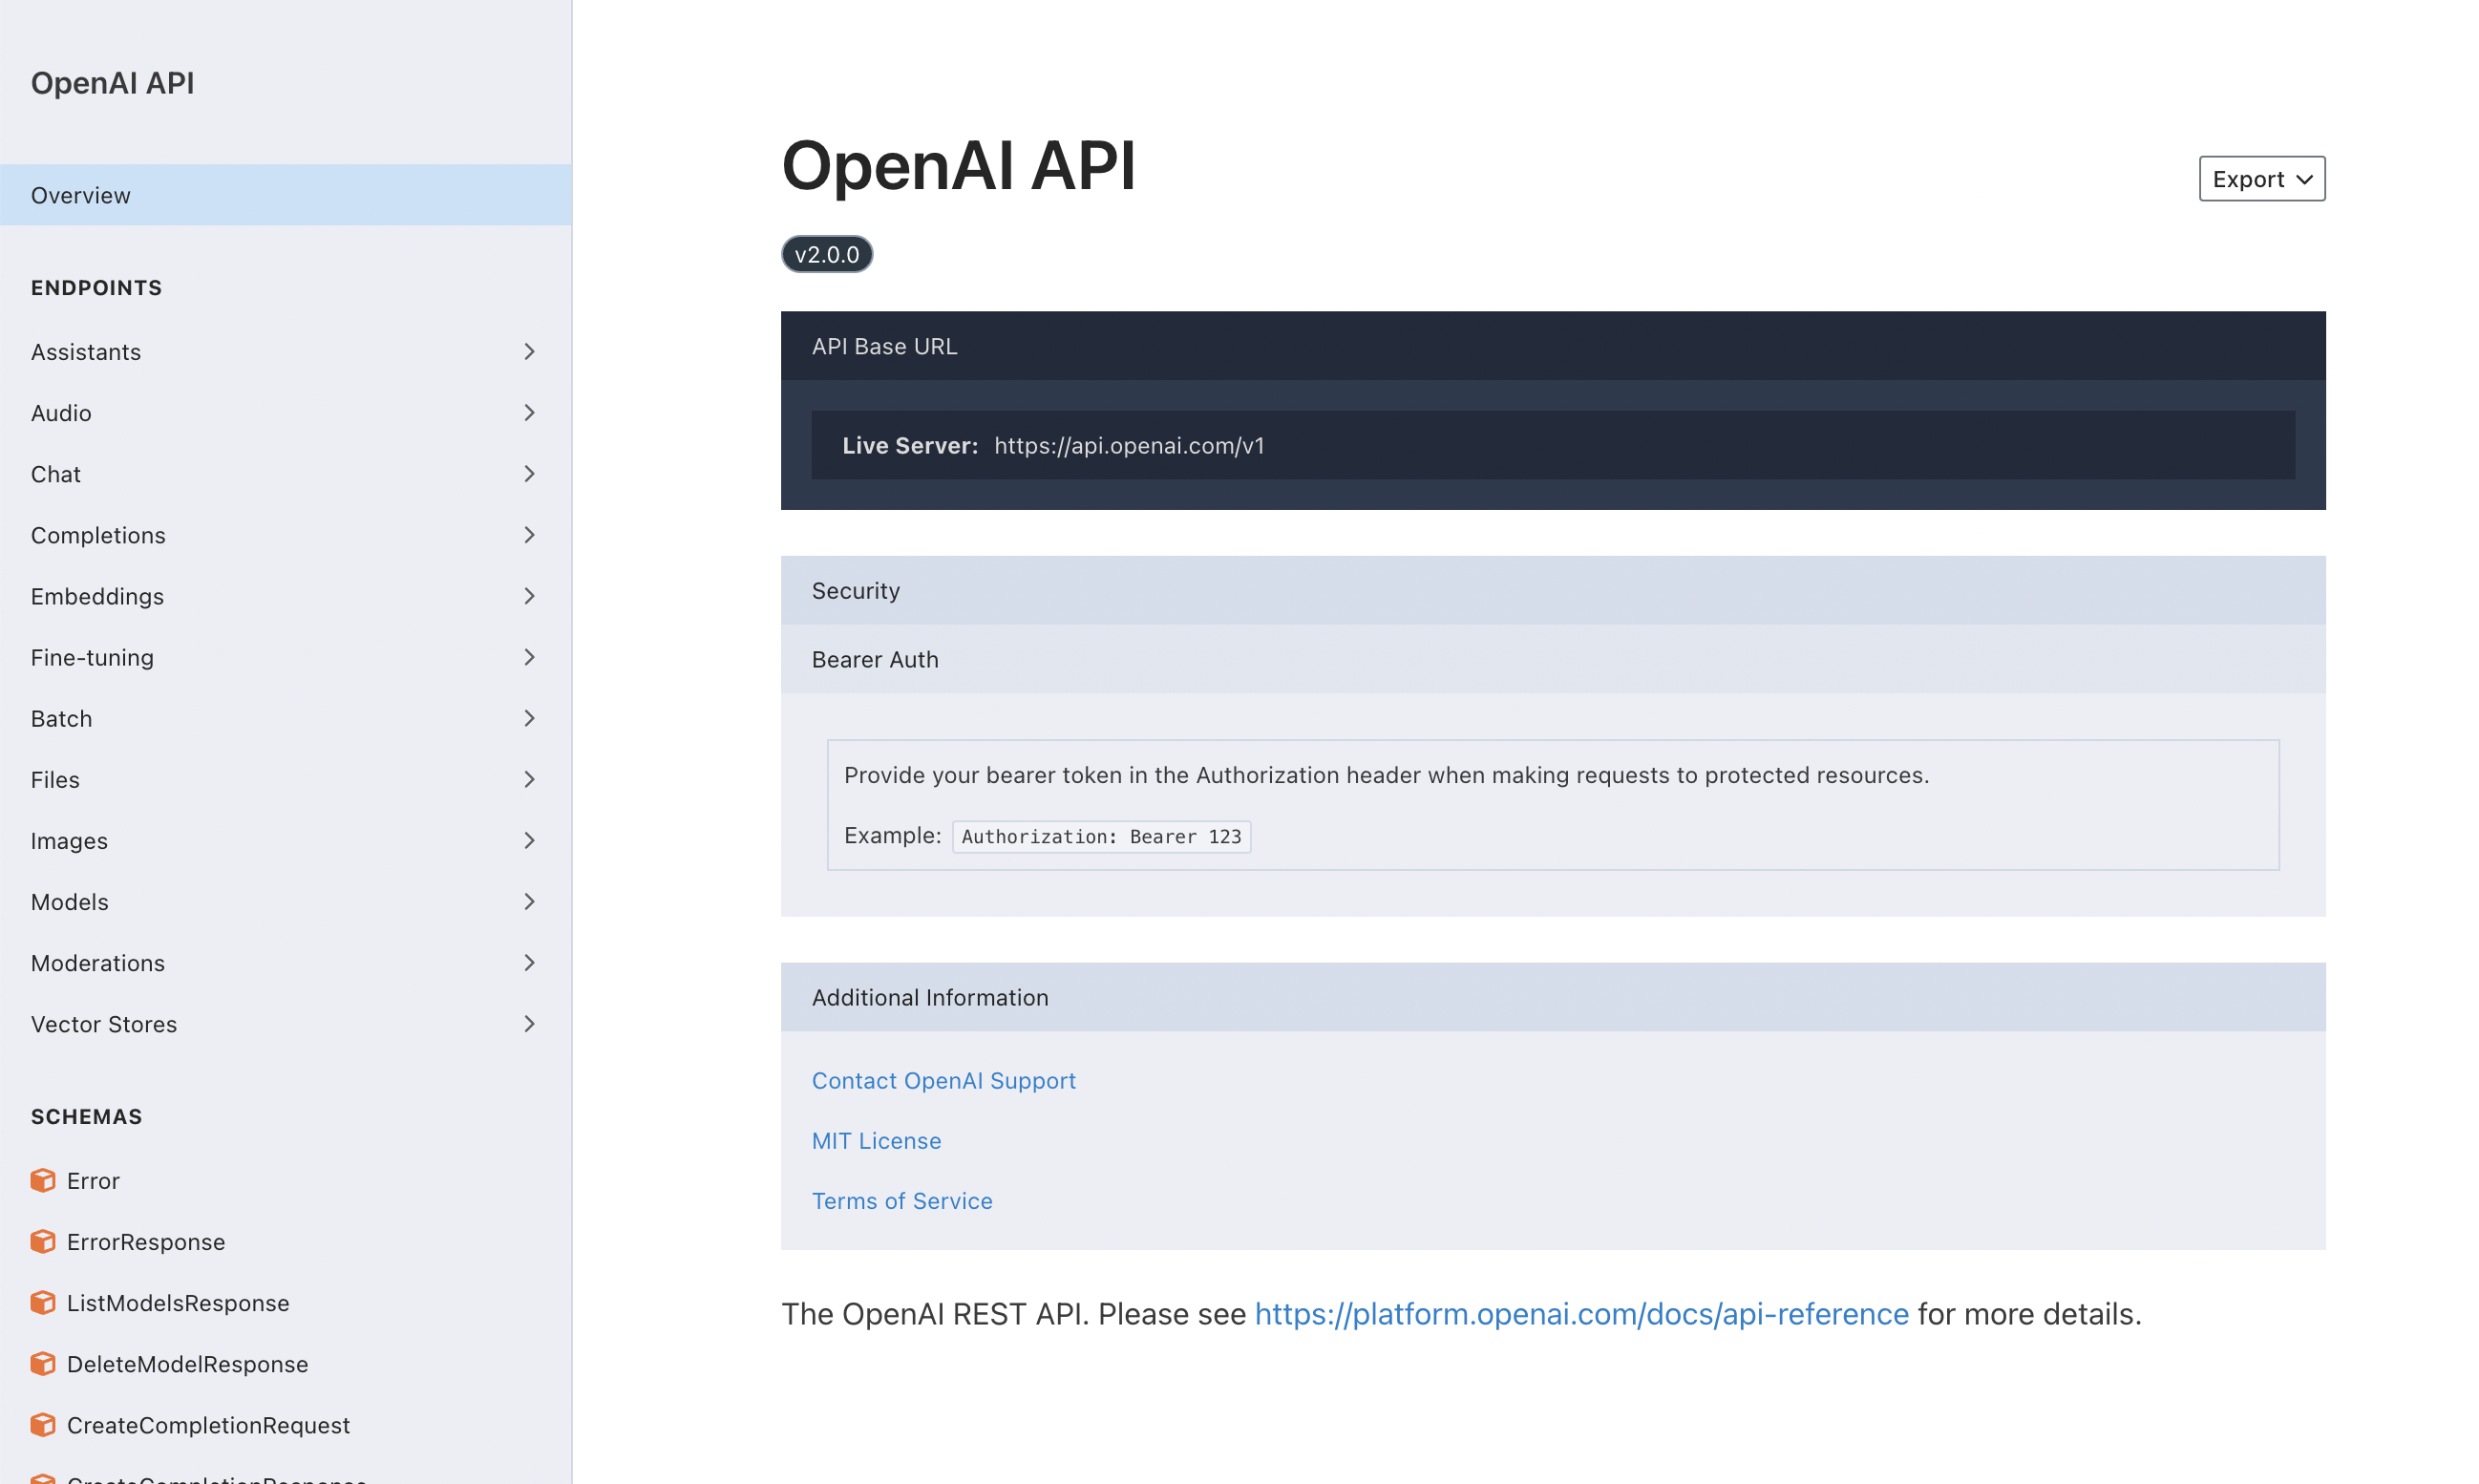 OpenAI API
Overview
ENDPOINTS
Assistants
Audio
Chat
Completions
Embeddings
Fine-tuning
Batch
Files
Images
Models
Moderations
Vector Stores
SCHEMAS
Error
ErrorResponse
ListModelsResponse
DeleteModelResponse
CreateCompletionRequest
CreateCompletionResponse
OpenAI API
Export
v2.0.0
API Base URL
Live Server: https://api.openai.com/v1
Security
Bearer Auth
Provide your bearer token in the Authorization header when making requests to protected resources.
Example: Authorization: Bearer 123
Additional Information
Contact OpenAI Support
MIT License
Terms of Service
The OpenAI REST API. Please see https://platform.openai.com/docs/api-reference for more details.